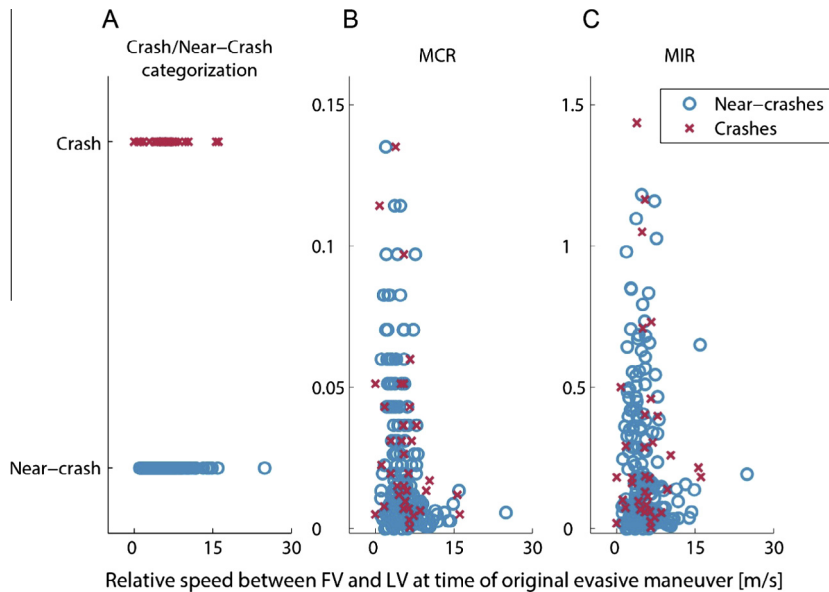 A
Crash/Near−Crash
categorization
Crash
Near−crash
0
15
30
B
MCR
0.15
0.1
0.05
0
0
15
30
C
MIR
1.5
1
0.5
0
0
15
30
Near−crashes
Crashes
Relative speed between FV and LV at time of original evasive maneuver [m/s]